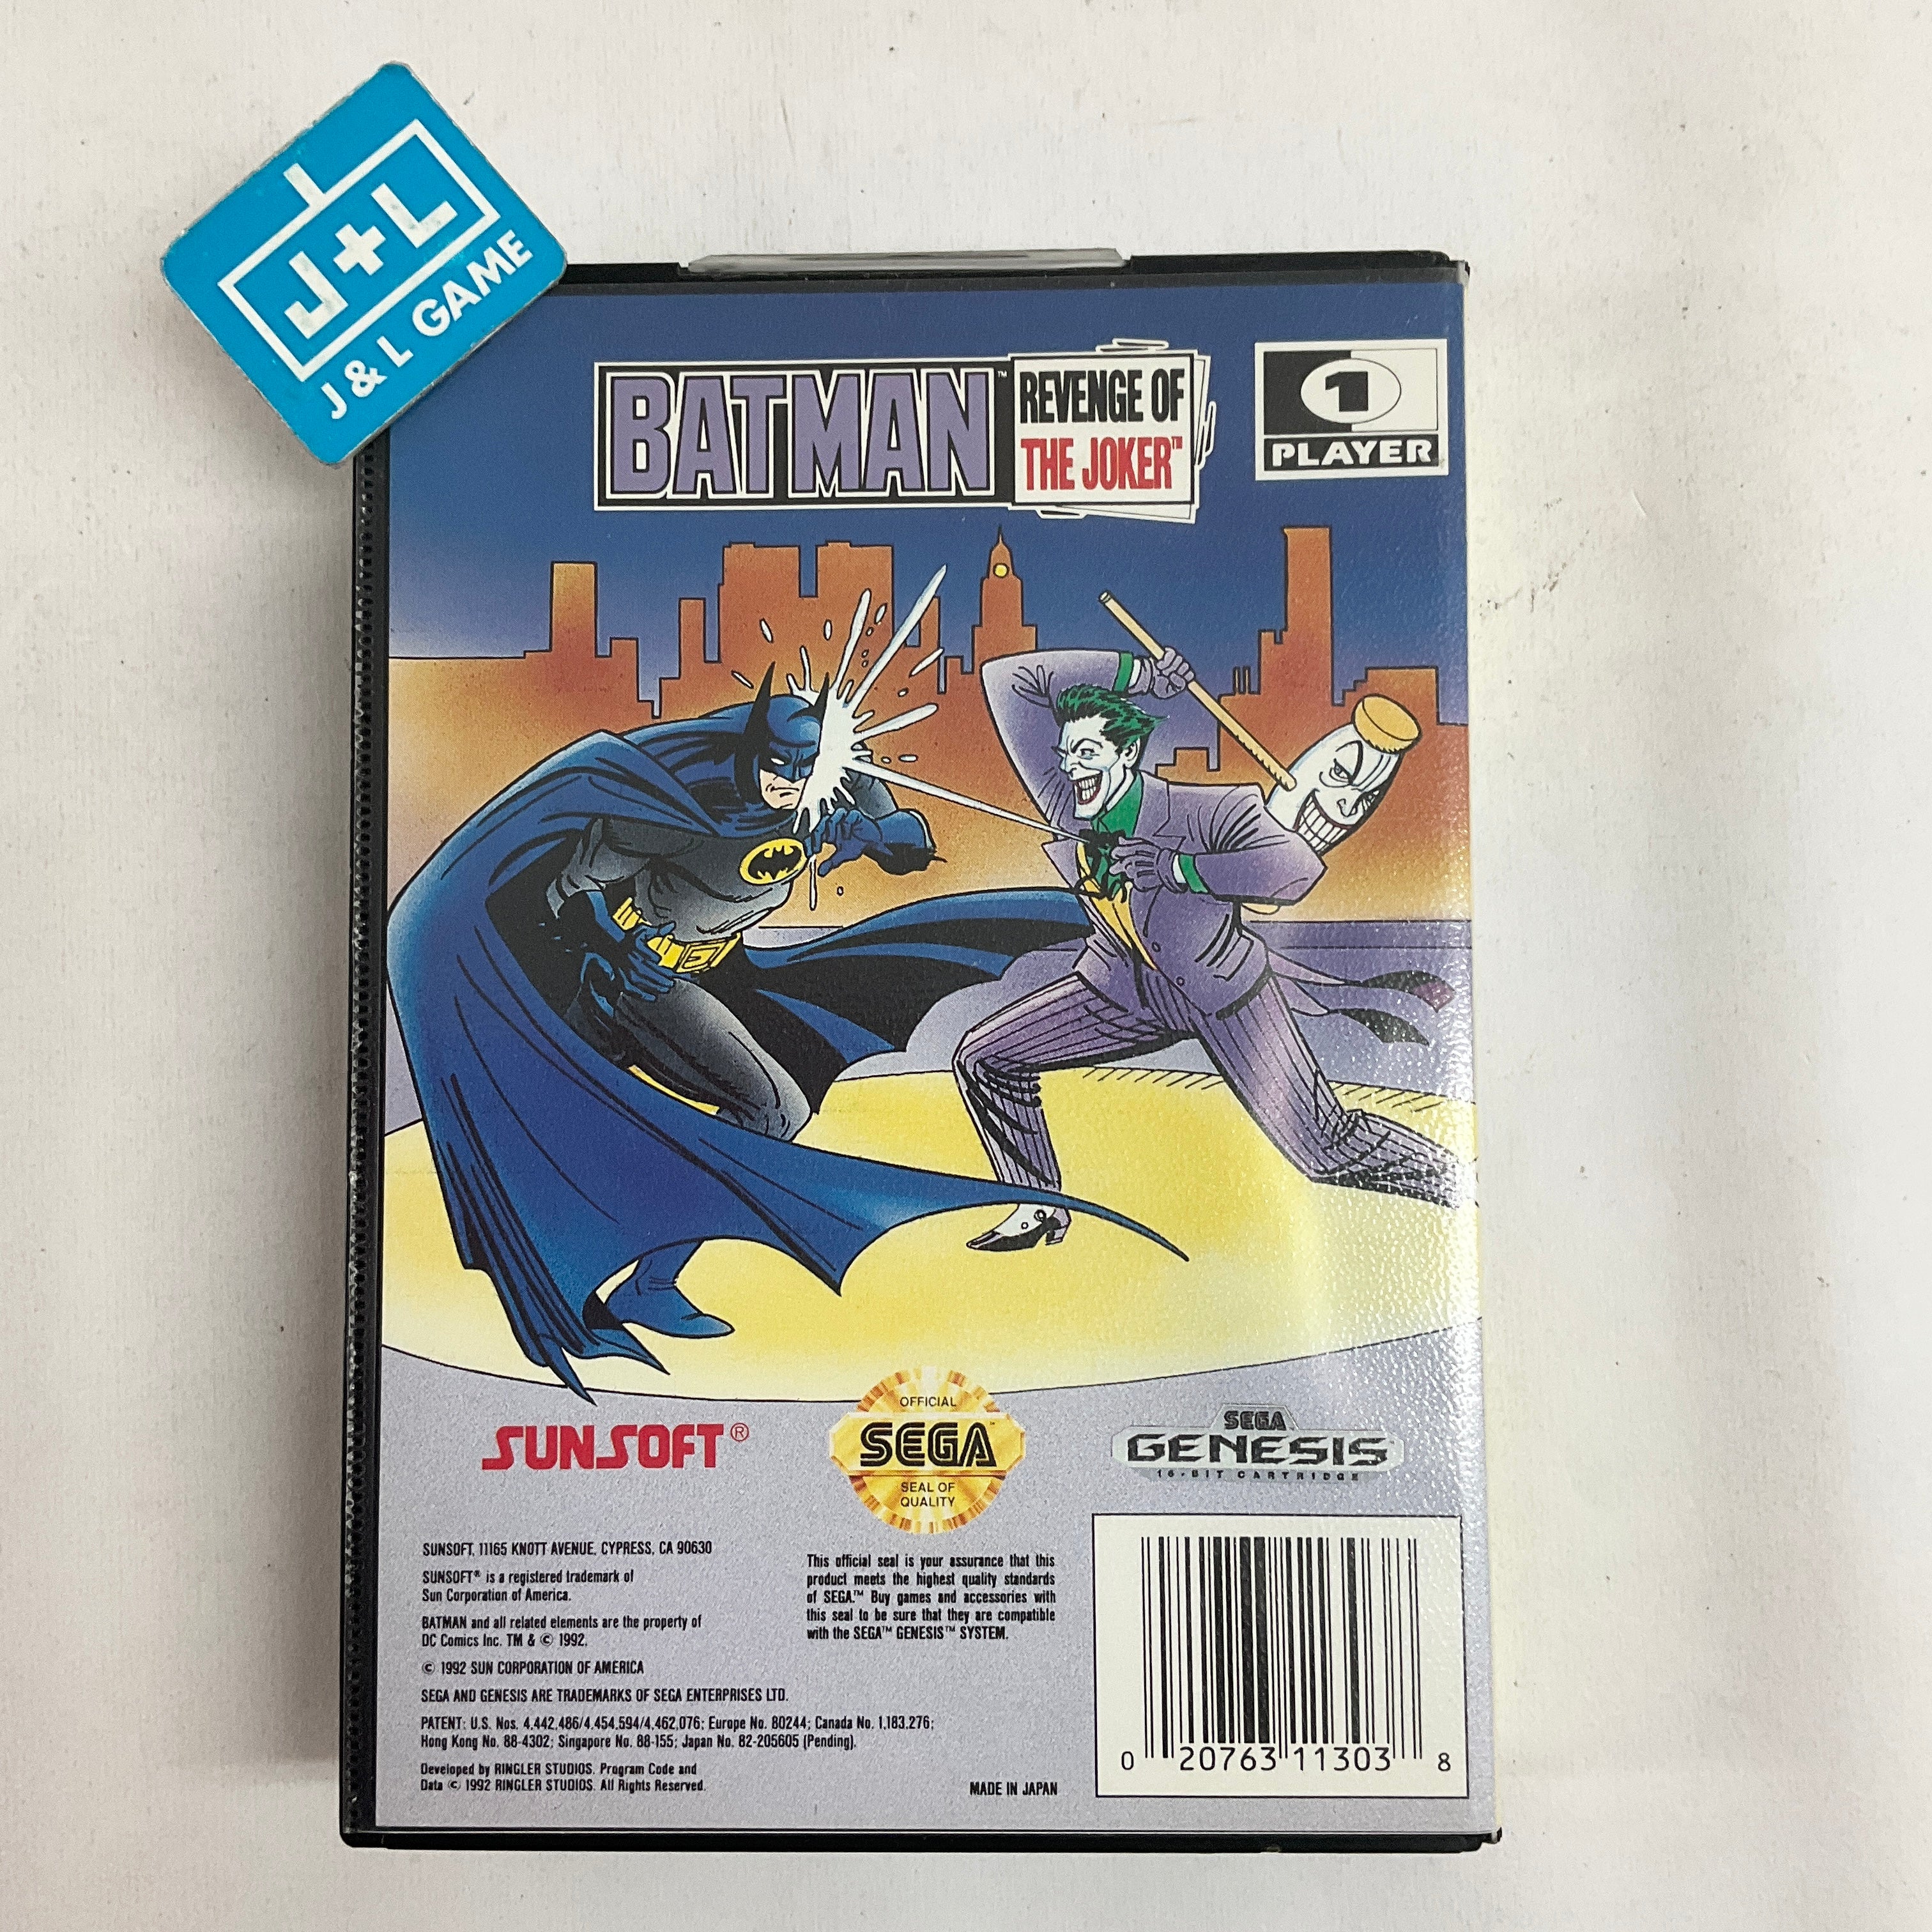 J+L
J & L GAME
BATMAN™
REVENGE OF
THE JOKER™
1
PLAYER
SUNSOFT®
OFFICIAL
SEGA™
SEAL OF
QUALITY
SEGA
GENESIS
16-BIT CARTRIDGE
SUNSOFT, 11165 KNOTT AVENUE, CYPRESS, CA 90630
SUNSOFT® is a registered trademark of
Sun Corporation of America.
BATMAN and all related elements are the property of
DC Comics Inc. TM & © 1992.
© 1992 SUN CORPORATION OF AMERICA
SEGA AND GENESIS ARE TRADEMARKS OF SEGA ENTERPRISES LTD.
PATENT: U.S. Nos. 4,442,486/4,454,594/4,462,076; Europe No. 80244; Canada No. 1,183,276;
Hong Kong No. 88-4302; Singapore No. 88-155; Japan No. 82-205605 (Pending).
Developed by RINGLER STUDIOS. Program Code and
Data © 1992 RINGLER STUDIOS. All Rights Reserved.
This official seal is your assurance that this
product meets the highest quality standards
of SEGA.™ Buy games and accessories with
this seal to be sure that they are compatible
with the SEGA™ GENESIS™ SYSTEM.
MADE IN JAPAN
0 20763 11303 8